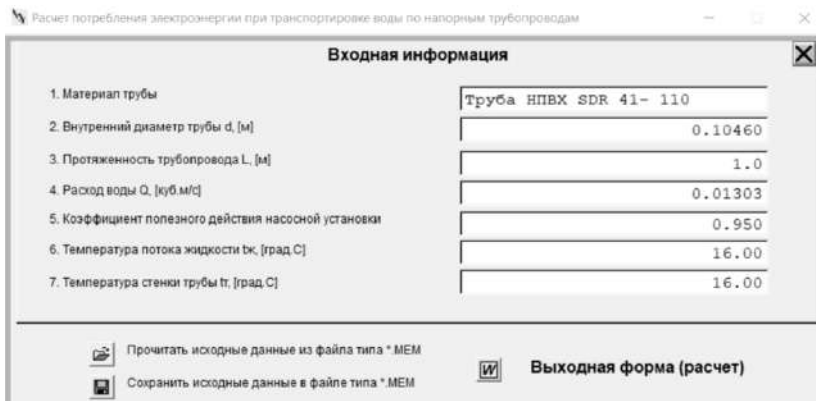 Расчет потребления электроэнергии при транспортировке воды по напорным трубопроводам
Входная информация
1. Материал трубы
Труба НПВХ SDR 41- 110
2. Внутренний диаметр трубы d, [м]
0.10460
3. Протяженность трубопровода L, [м]
1.0
4. Расход воды Q, [куб.м/с]
0.01303
5. Коэффициент полезного действия насосной установки
0.950
6. Температура потока жидкости tж, [град.С]
16.00
7. Температура стенки трубы tт, [град.С]
16.00
Прочитать исходные данные из файла типа *.МЕМ
Сохранить исходные данные в файле типа *.МЕМ
W
Выходная форма (расчет)